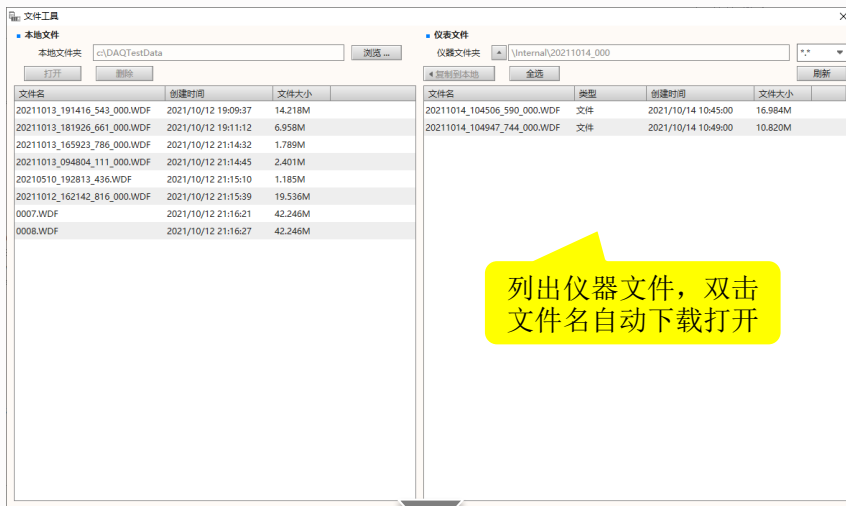 文件工具
本地文件
本地文件夹 c:\DAQTestData 浏览 ...
打开 删除
文件名 创建时间 文件大小
20211013_191416_543_000.WDF 2021/10/12 19:09:37 14.218M
20211013_181926_661_000.WDF 2021/10/12 19:11:12 6.958M
20211013_165923_786_000.WDF 2021/10/12 21:14:32 1.789M
20211013_094804_111_000.WDF 2021/10/12 21:14:45 2.401M
20210510_192813_436.WDF 2021/10/12 21:15:10 1.185M
20211012_162142_816_000.WDF 2021/10/12 21:15:39 19.536M
0007.WDF 2021/10/12 21:16:21 42.246M
0008.WDF 2021/10/12 21:16:27 42.246M
仪表文件
仪器文件夹 \Internal\20211014_000 *.*
复制到本地 全选 刷新
文件名 类型 创建时间 文件大小
20211014_104506_590_000.WDF 文件 2021/10/14 10:45:00 16.984M
20211014_104947_744_000.WDF 文件 2021/10/14 10:49:00 10.820M
列出仪器文件，双击
文件名自动下载打开